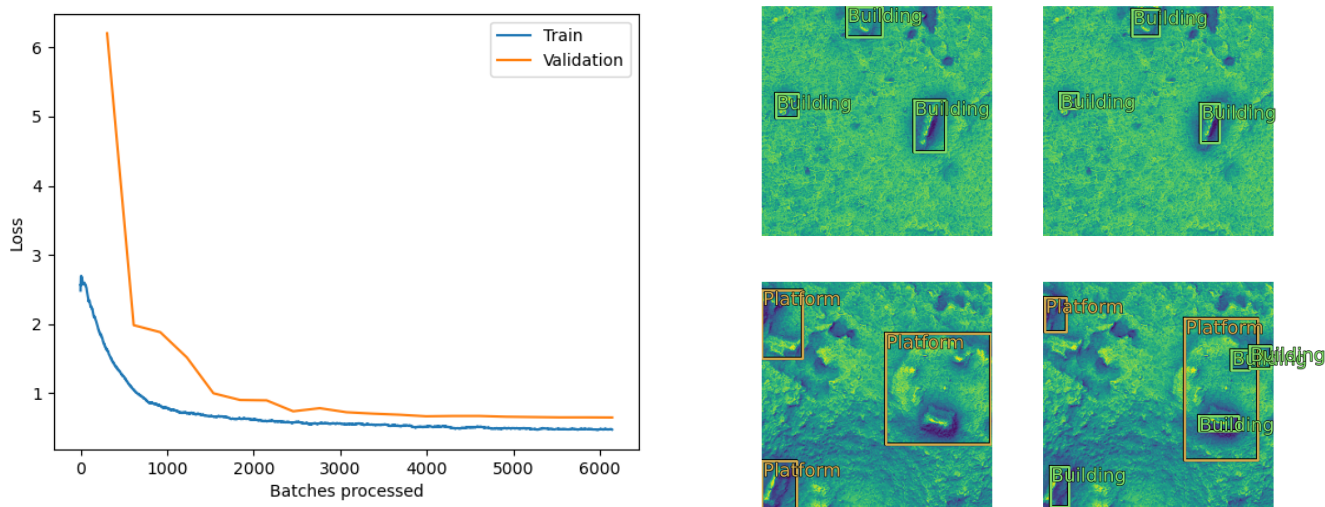 Train
Validation
6
5
4
3
2
1
Loss
0
1000
2000
3000
4000
5000
6000
Batches processed
Building
Building
Building
Building
Building
Building
Platform
Platform
Platform
Platform
Platform
Building
Building
Building
Building